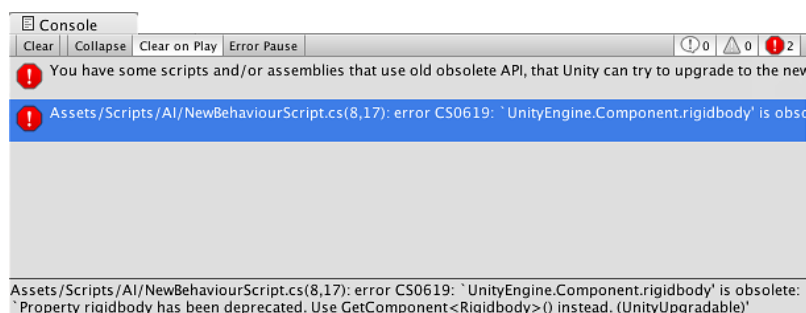 Console
Clear Collapse Clear on Play Error Pause 0 0 2
You have some scripts and/or assemblies that use old obsolete API, that Unity can try to upgrade to the
Assets/Scripts/AI/NewBehaviourScript.cs(8,17): error CS0619: `UnityEngine.Component.rigidbody' is
Assets/Scripts/AI/NewBehaviourScript.cs(8,17): error CS0619: `UnityEngine.Component.rigidbody' is obsolete:
`Property rigidbody has been deprecated. Use GetComponent<Rigidbody>() instead. (UnityUpgradable)'